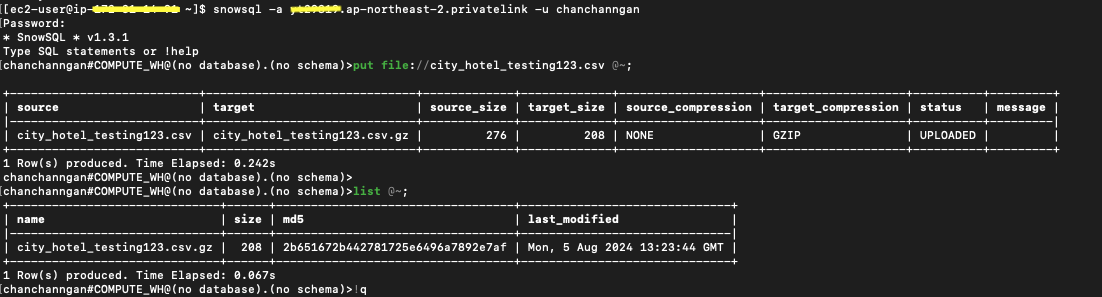 [[ec2-user@ip- ~]$ snowsql -a .ap-northeast-2.privatelink -u chanchanngan
[Password:
* SnowSQL * v1.3.1
Type SQL statements or !help
[chanchanngan#COMPUTE_WH@(no database).(no schema)>put file://city_hotel_testing123.csv @~;
+---------------------------+------------------------------+-------------+-------------+--------------------+--------------------+----------+---------+
| source | target | source_size | target_size | source_compression | target_compression | status | message |
|---------------------------+------------------------------+-------------+-------------+--------------------+--------------------+----------+---------|
| city_hotel_testing123.csv | city_hotel_testing123.csv.gz | 276 | 208 | NONE | GZIP | UPLOADED | |
+---------------------------+------------------------------+-------------+-------------+--------------------+--------------------+----------+---------+
1 Row(s) produced. Time Elapsed: 0.242s
chanchanngan#COMPUTE_WH@(no database).(no schema)>
[chanchanngan#COMPUTE_WH@(no database).(no schema)>list @~;
+------------------------------+------+----------------------------------+------------------------------+
| name | size | md5 | last_modified |
|------------------------------+------+----------------------------------+------------------------------|
| city_hotel_testing123.csv.gz | 208 | 2b651672b442781725e6496a7892e7af | Mon, 5 Aug 2024 13:23:44 GMT |
+------------------------------+------+----------------------------------+------------------------------+
1 Row(s) produced. Time Elapsed: 0.067s
[chanchanngan#COMPUTE_WH@(no database).(no schema)>!q